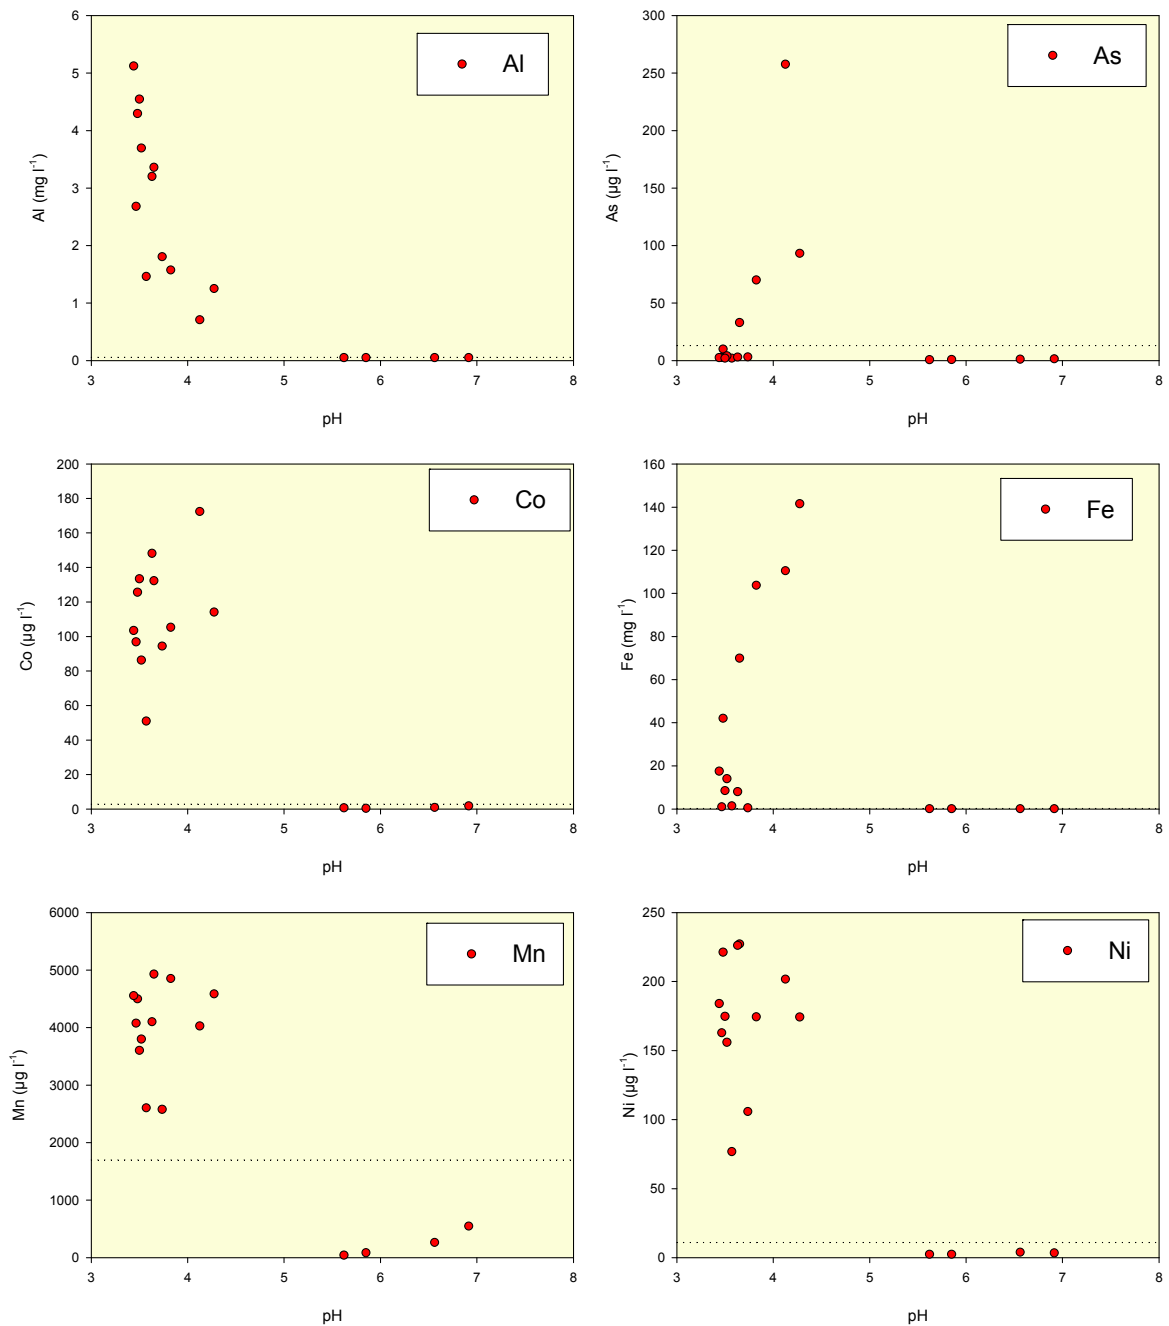 6
5
4
3
2
1
0
Al (mg l⁻¹)
Al
3 4 5 6 7 8
pH
300
250
200
150
100
50
0
As (µg l⁻¹)
As
3 4 5 6 7 8
pH
200
180
160
140
120
100
80
60
40
20
0
Co (µg l⁻¹)
Co
3 4 5 6 7 8
pH
160
140
120
100
80
60
40
20
0
Fe (mg l⁻¹)
Fe
3 4 5 6 7 8
pH
6000
5000
4000
3000
2000
1000
0
Mn (µg l⁻¹)
Mn
3 4 5 6 7 8
pH
250
200
150
100
50
0
Ni (µg l⁻¹)
Ni
3 4 5 6 7 8
pH